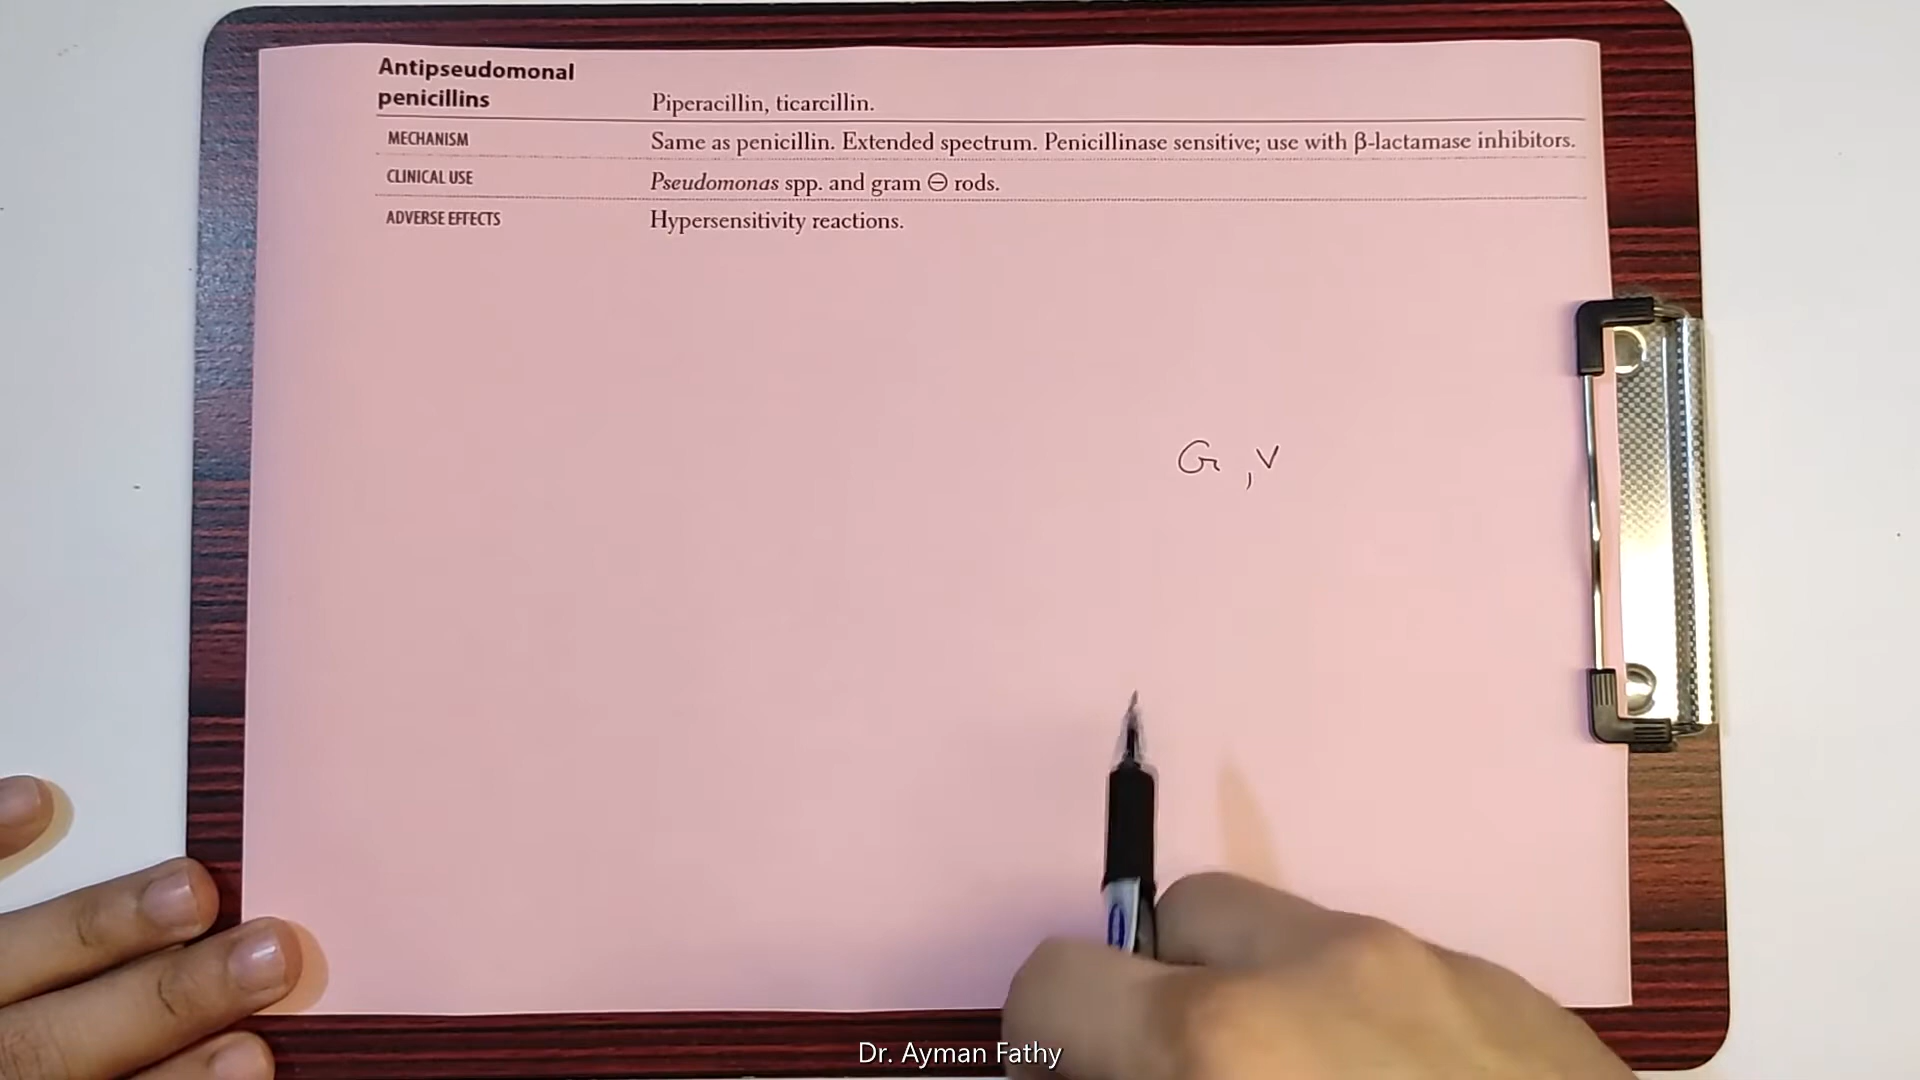 Antipseudomonal
penicillins
Piperacillin, ticarcillin.
MECHANISM
Same as penicillin. Extended spectrum. Penicillinase sensitive; use with β-lactamase inhibitors.
CLINICAL USE
Pseudomonas spp. and gram ⊖ rods.
ADVERSE EFFECTS
Hypersensitivity reactions.
G , V
Dr. Ayman Fathy